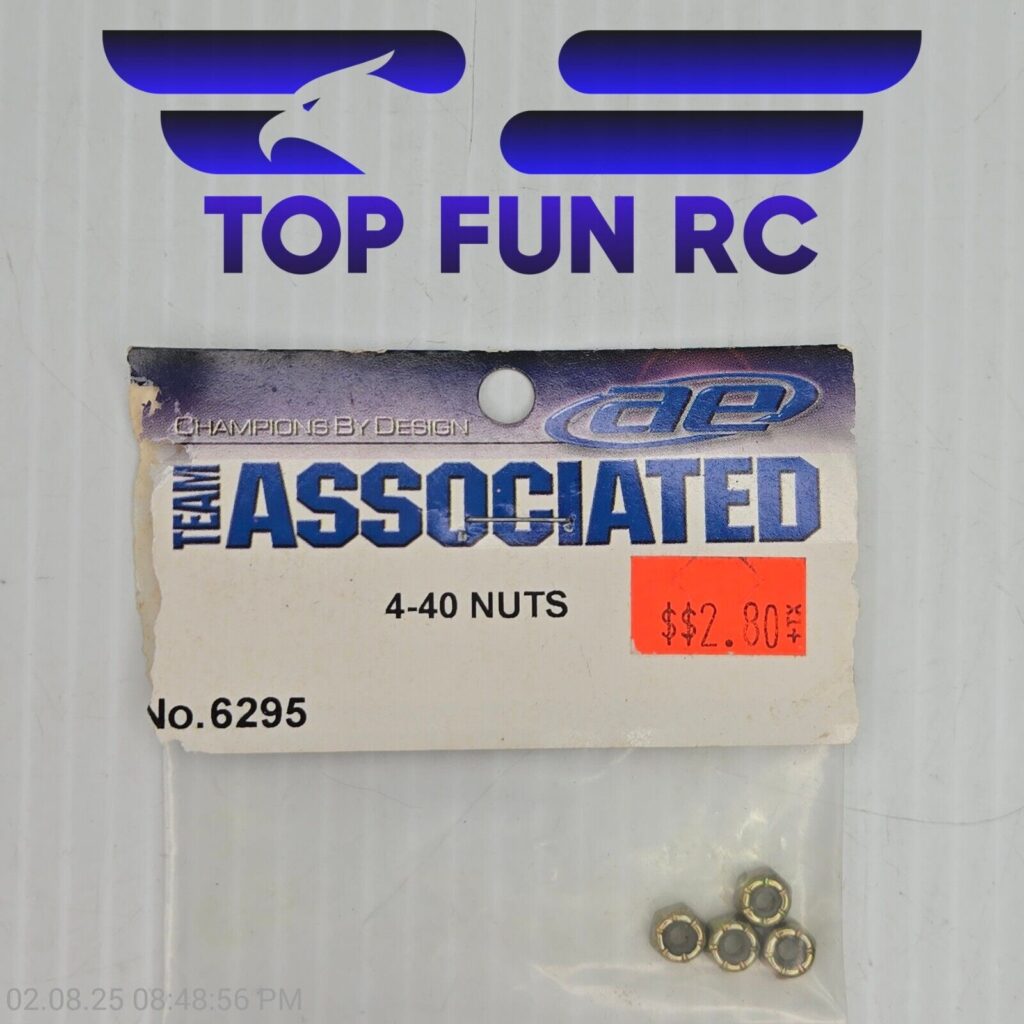 TOP FUN RC
CHAMPIONS BY DESIGN
ae
TEAM ASSOCIATED
4-40 NUTS
$$2.80 +TX
No.6295
02.08.25 08:48:56 PM